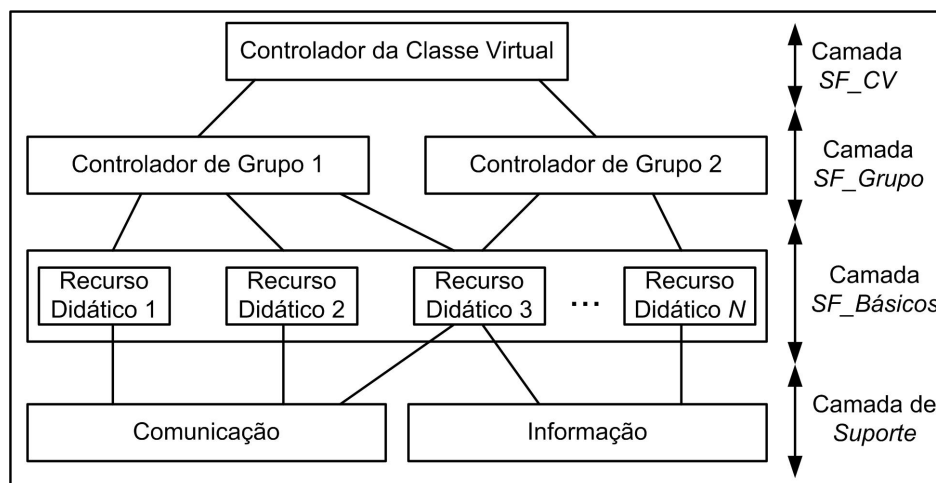 Controlador da Classe Virtual
Camada
SF_CV
Controlador de Grupo 1
Controlador de Grupo 2
Camada
SF_Grupo
Recurso
Didático 1
Recurso
Didático 2
Recurso
Didático 3
...
Recurso
Didático N
Camada
SF_Básicos
Comunicação
Informação
Camada de
Suporte